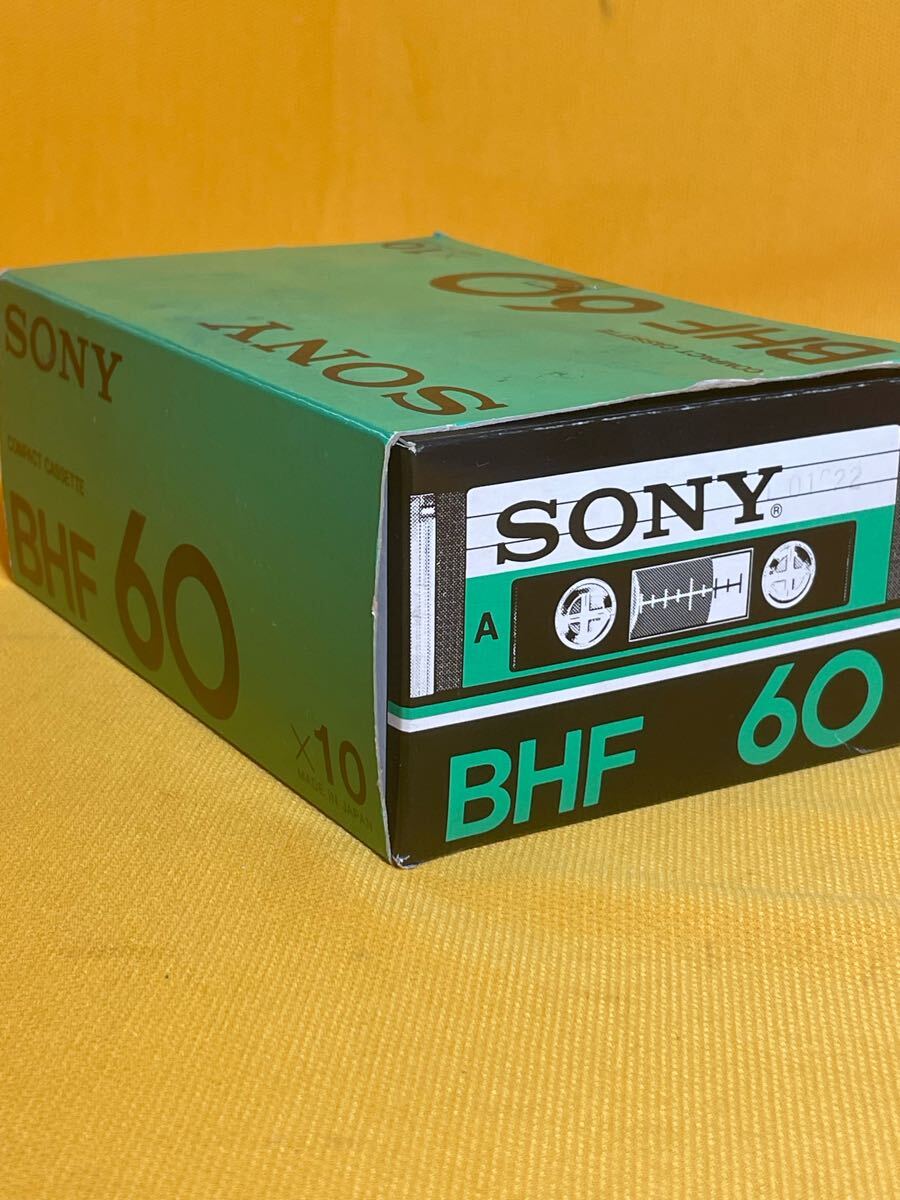 SONY
COMPACT CASSETTE
BHF 60
×10
MADE IN JAPAN
SONY
COMPACT CASSETTE
BHF 60
×10
SONY®
A
BHF 60